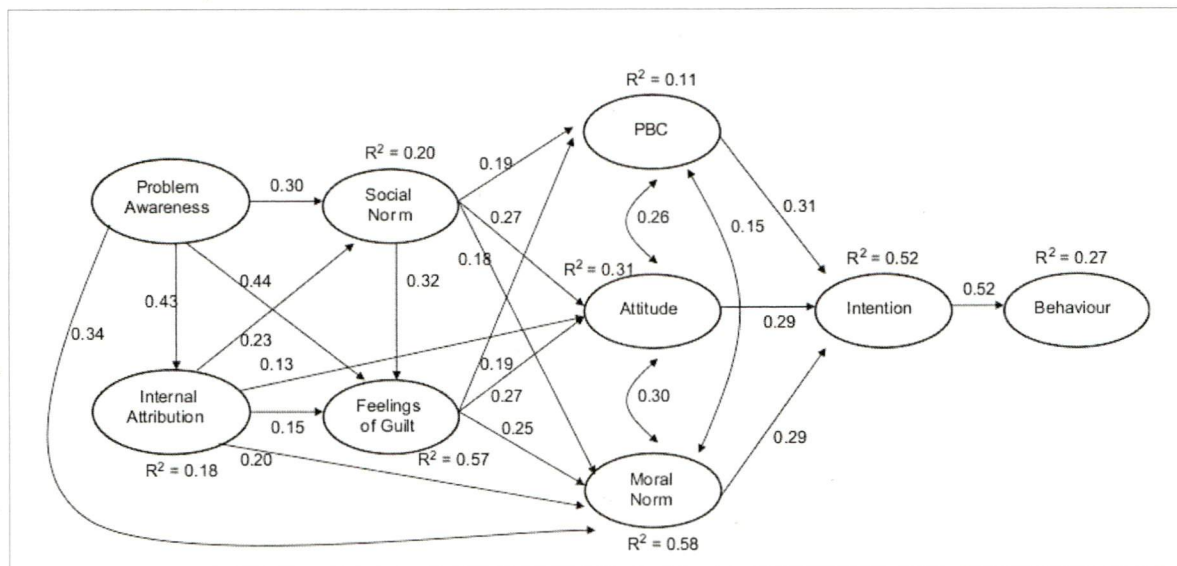 R² = 0.11
PBC
R² = 0.20
Problem
Awareness
0.30
Social
Norm
0.19
0.27
0.18
0.26
0.15
0.31
R² = 0.31
R² = 0.52
R² = 0.27
0.43
0.44
0.32
Attitude
0.29
Intention
0.52
Behaviour
0.34
0.23
0.13
0.19
0.27
0.30
Internal
Attribution
0.15
Feelings
of Guilt
0.25
0.29
R² = 0.18
0.20
R² = 0.57
Moral
Norm
R² = 0.58